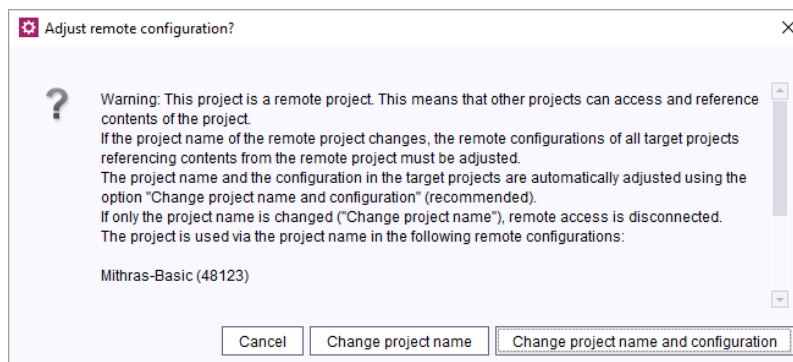 Adjust remote configuration?
Warning: This project is a remote project. This means that other projects can access and reference
contents of the project.
If the project name of the remote project changes, the remote configurations of all target projects
referencing contents from the remote project must be adjusted.
The project name and the configuration in the target projects are automatically adjusted using the
option "Change project name and configuration" (recommended).
If only the project name is changed ("Change project name"), remote access is disconnected.
The project is used via the project name in the following remote configurations:
Mithras-Basic (48123)
Cancel
Change project name
Change project name and configuration